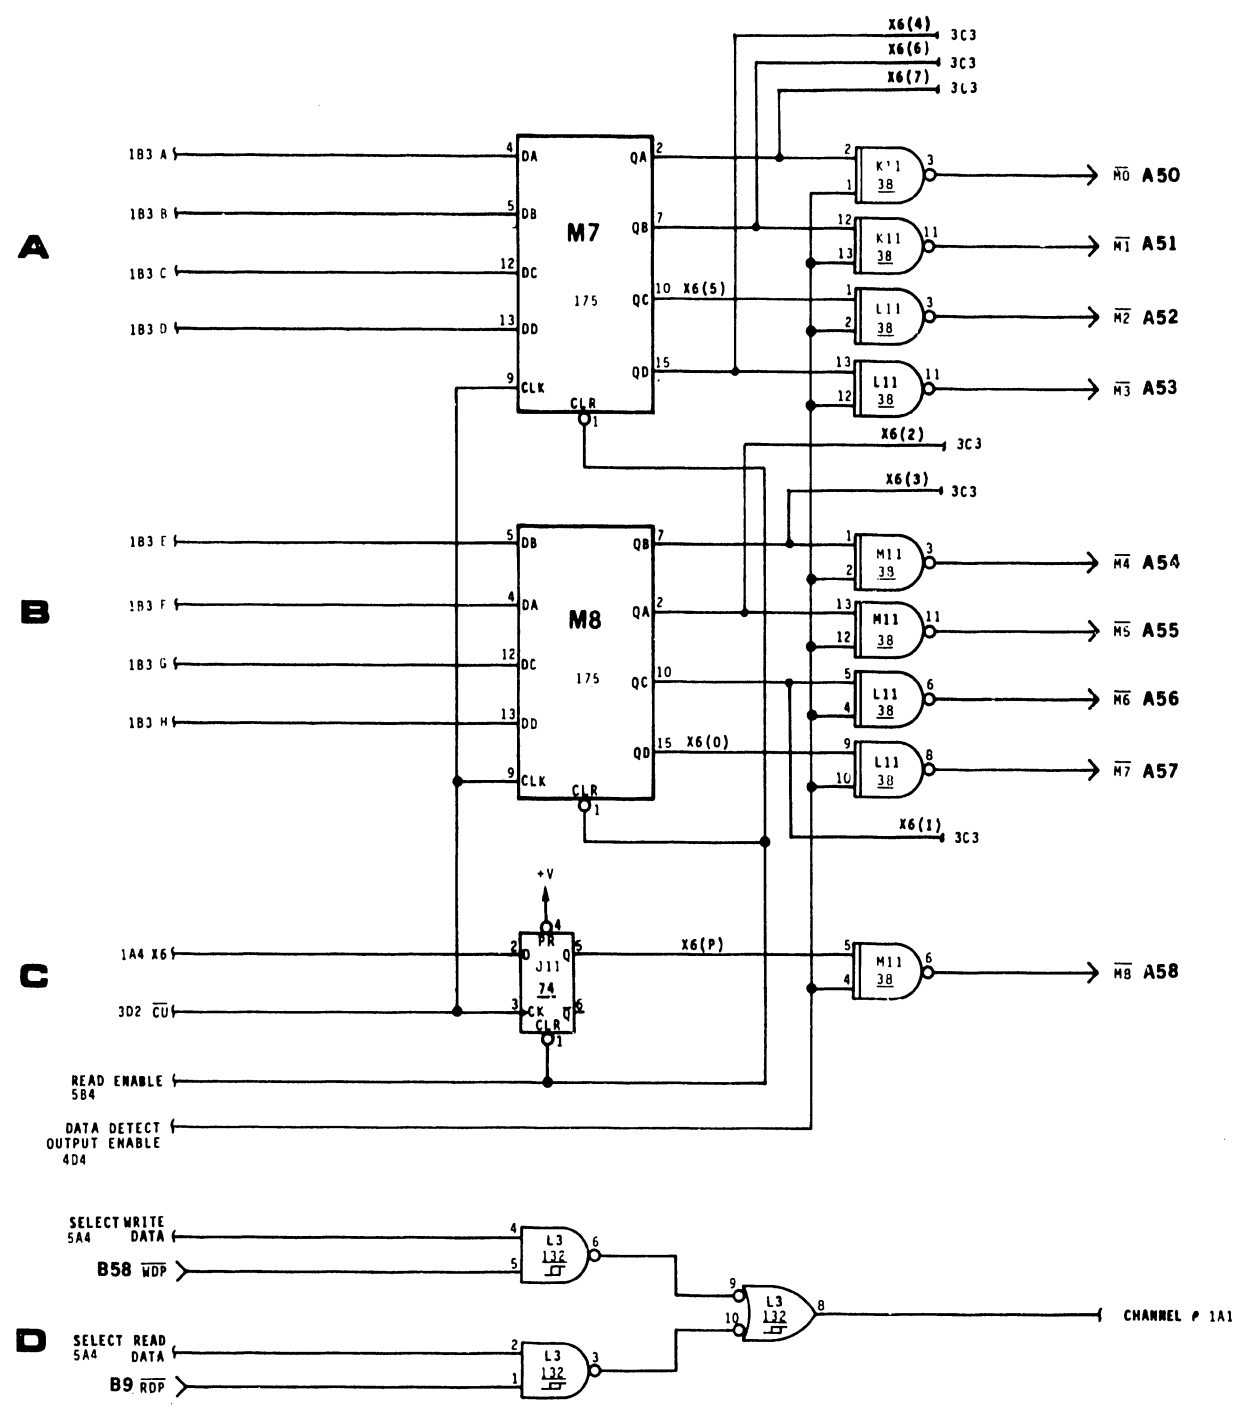 X6(4) 3C3
X6(6) 3C3
X6(7) 3C3
1B3 A 4 DA QA 2 2 K11 38 1 3 M0 A50
1B3 B 5 DB M7 QB 7 12 K11 38 13 11 M1 A51
A
1B3 C 12 DC 175 QC 10 X6(5) 1 L11 38 2 3 M2 A52
1B3 D 13 DD QD 15 13 L11 38 12 11 M3 A53
9 CLK CLR 1
X6(2) 3C3
X6(3) 3C3
1B3 E 5 DB QB 7 1 M11 38 2 3 M4 A54
B
1B3 F 4 DA M8 QA 2 13 M11 38 12 11 M5 A55
1B3 G 12 DC 175 QC 10 5 L11 38 4 6 M6 A56
1B3 H 13 DD QD 15 X6(0) 9 L11 38 10 8 M7 A57
9 CLK CLR 1
X6(1) 3C3
+V
4
PR
1A4 X6 2 D Q 5 X6(P) 5 M11 38 4 6 M8 A58
C
J11
74
3D2 CU 3 CK Q 6
CLR 1
READ ENABLE
5B4
DATA DETECT
OUTPUT ENABLE
4D4
SELECT WRITE
5A4 DATA 4 L3 6
132
B58 WDP 5
9 L3 8 CHANNEL P 1A1
132
10
D
SELECT READ
5A4 DATA 2 L3 3
132
B9 RDP 1